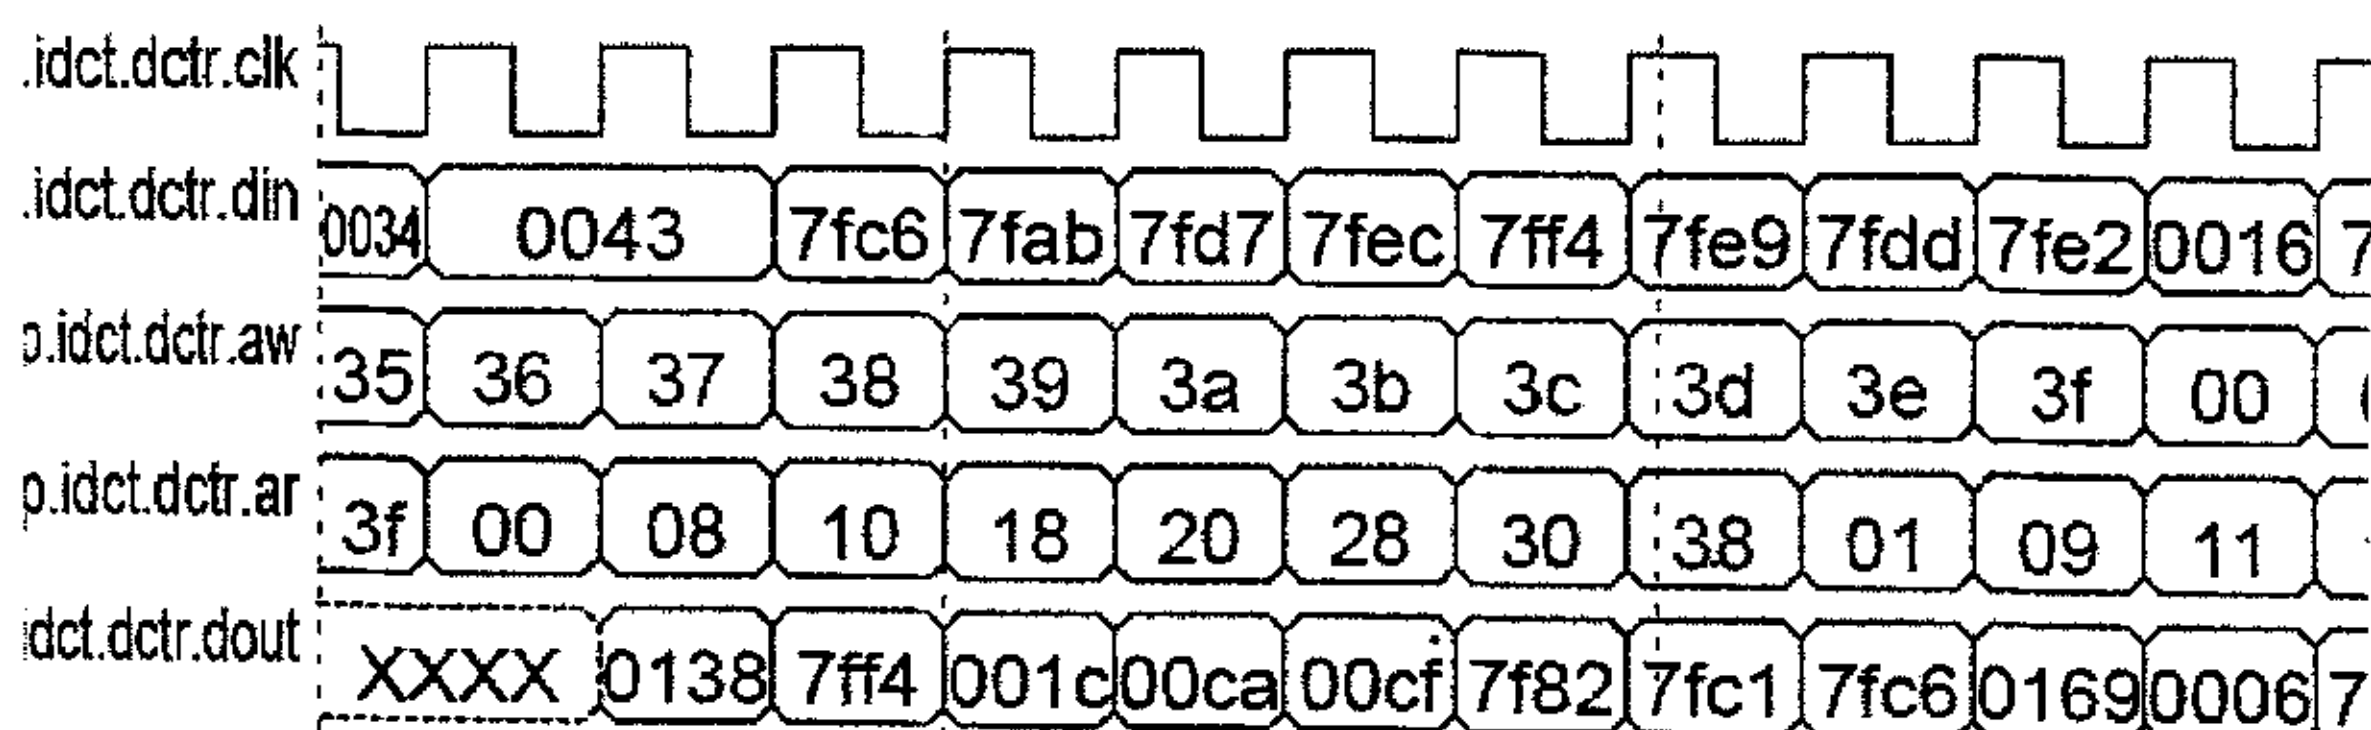 .idct.dctr.clk
.idct.dctr.din 0034 0043 7fc6 7fab 7fd7 7fec 7ff4 7fe9 7fdd 7fe2 0016 7
p.idct.dctr.aw 35 36 37 38 39 3a 3b 3c 3d 3e 3f 00
p.idct.dctr.ar 3f 00 08 10 18 20 28 30 38 01 09 11
idct.dctr.dout XXXX 0138 7ff4 001c 00ca 00cf 7f82 7fc1 7fc6 0169 0006 7